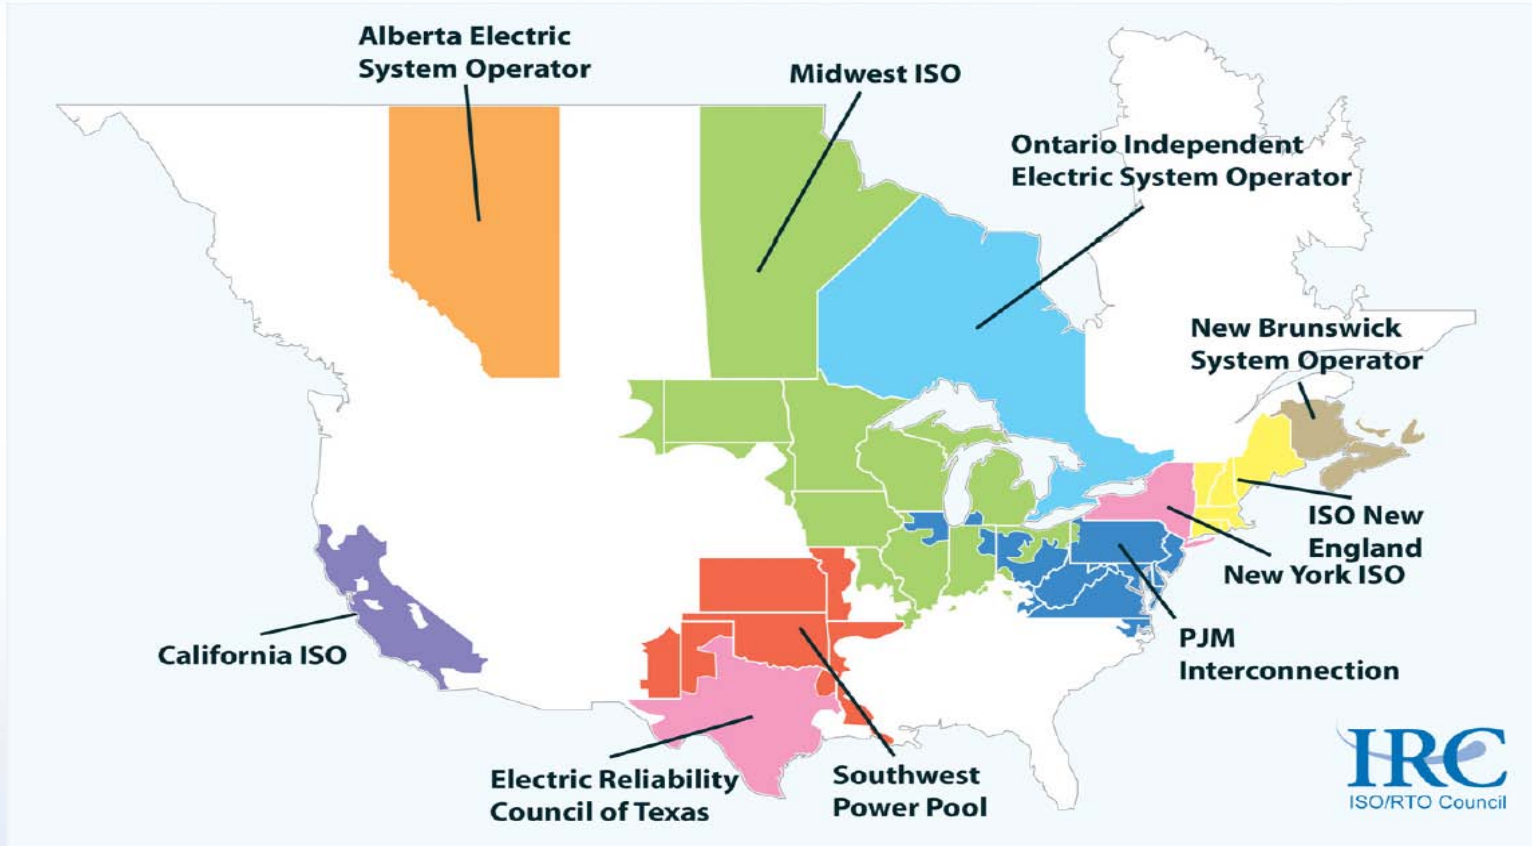 Alberta Electric
System Operator
Midwest ISO
Ontario Independent
Electric System Operator
New Brunswick
System Operator
ISO New
England
New York ISO
PJM
Interconnection
California ISO
Electric Reliability
Council of Texas
Southwest
Power Pool
IRC
ISO/RTO Council